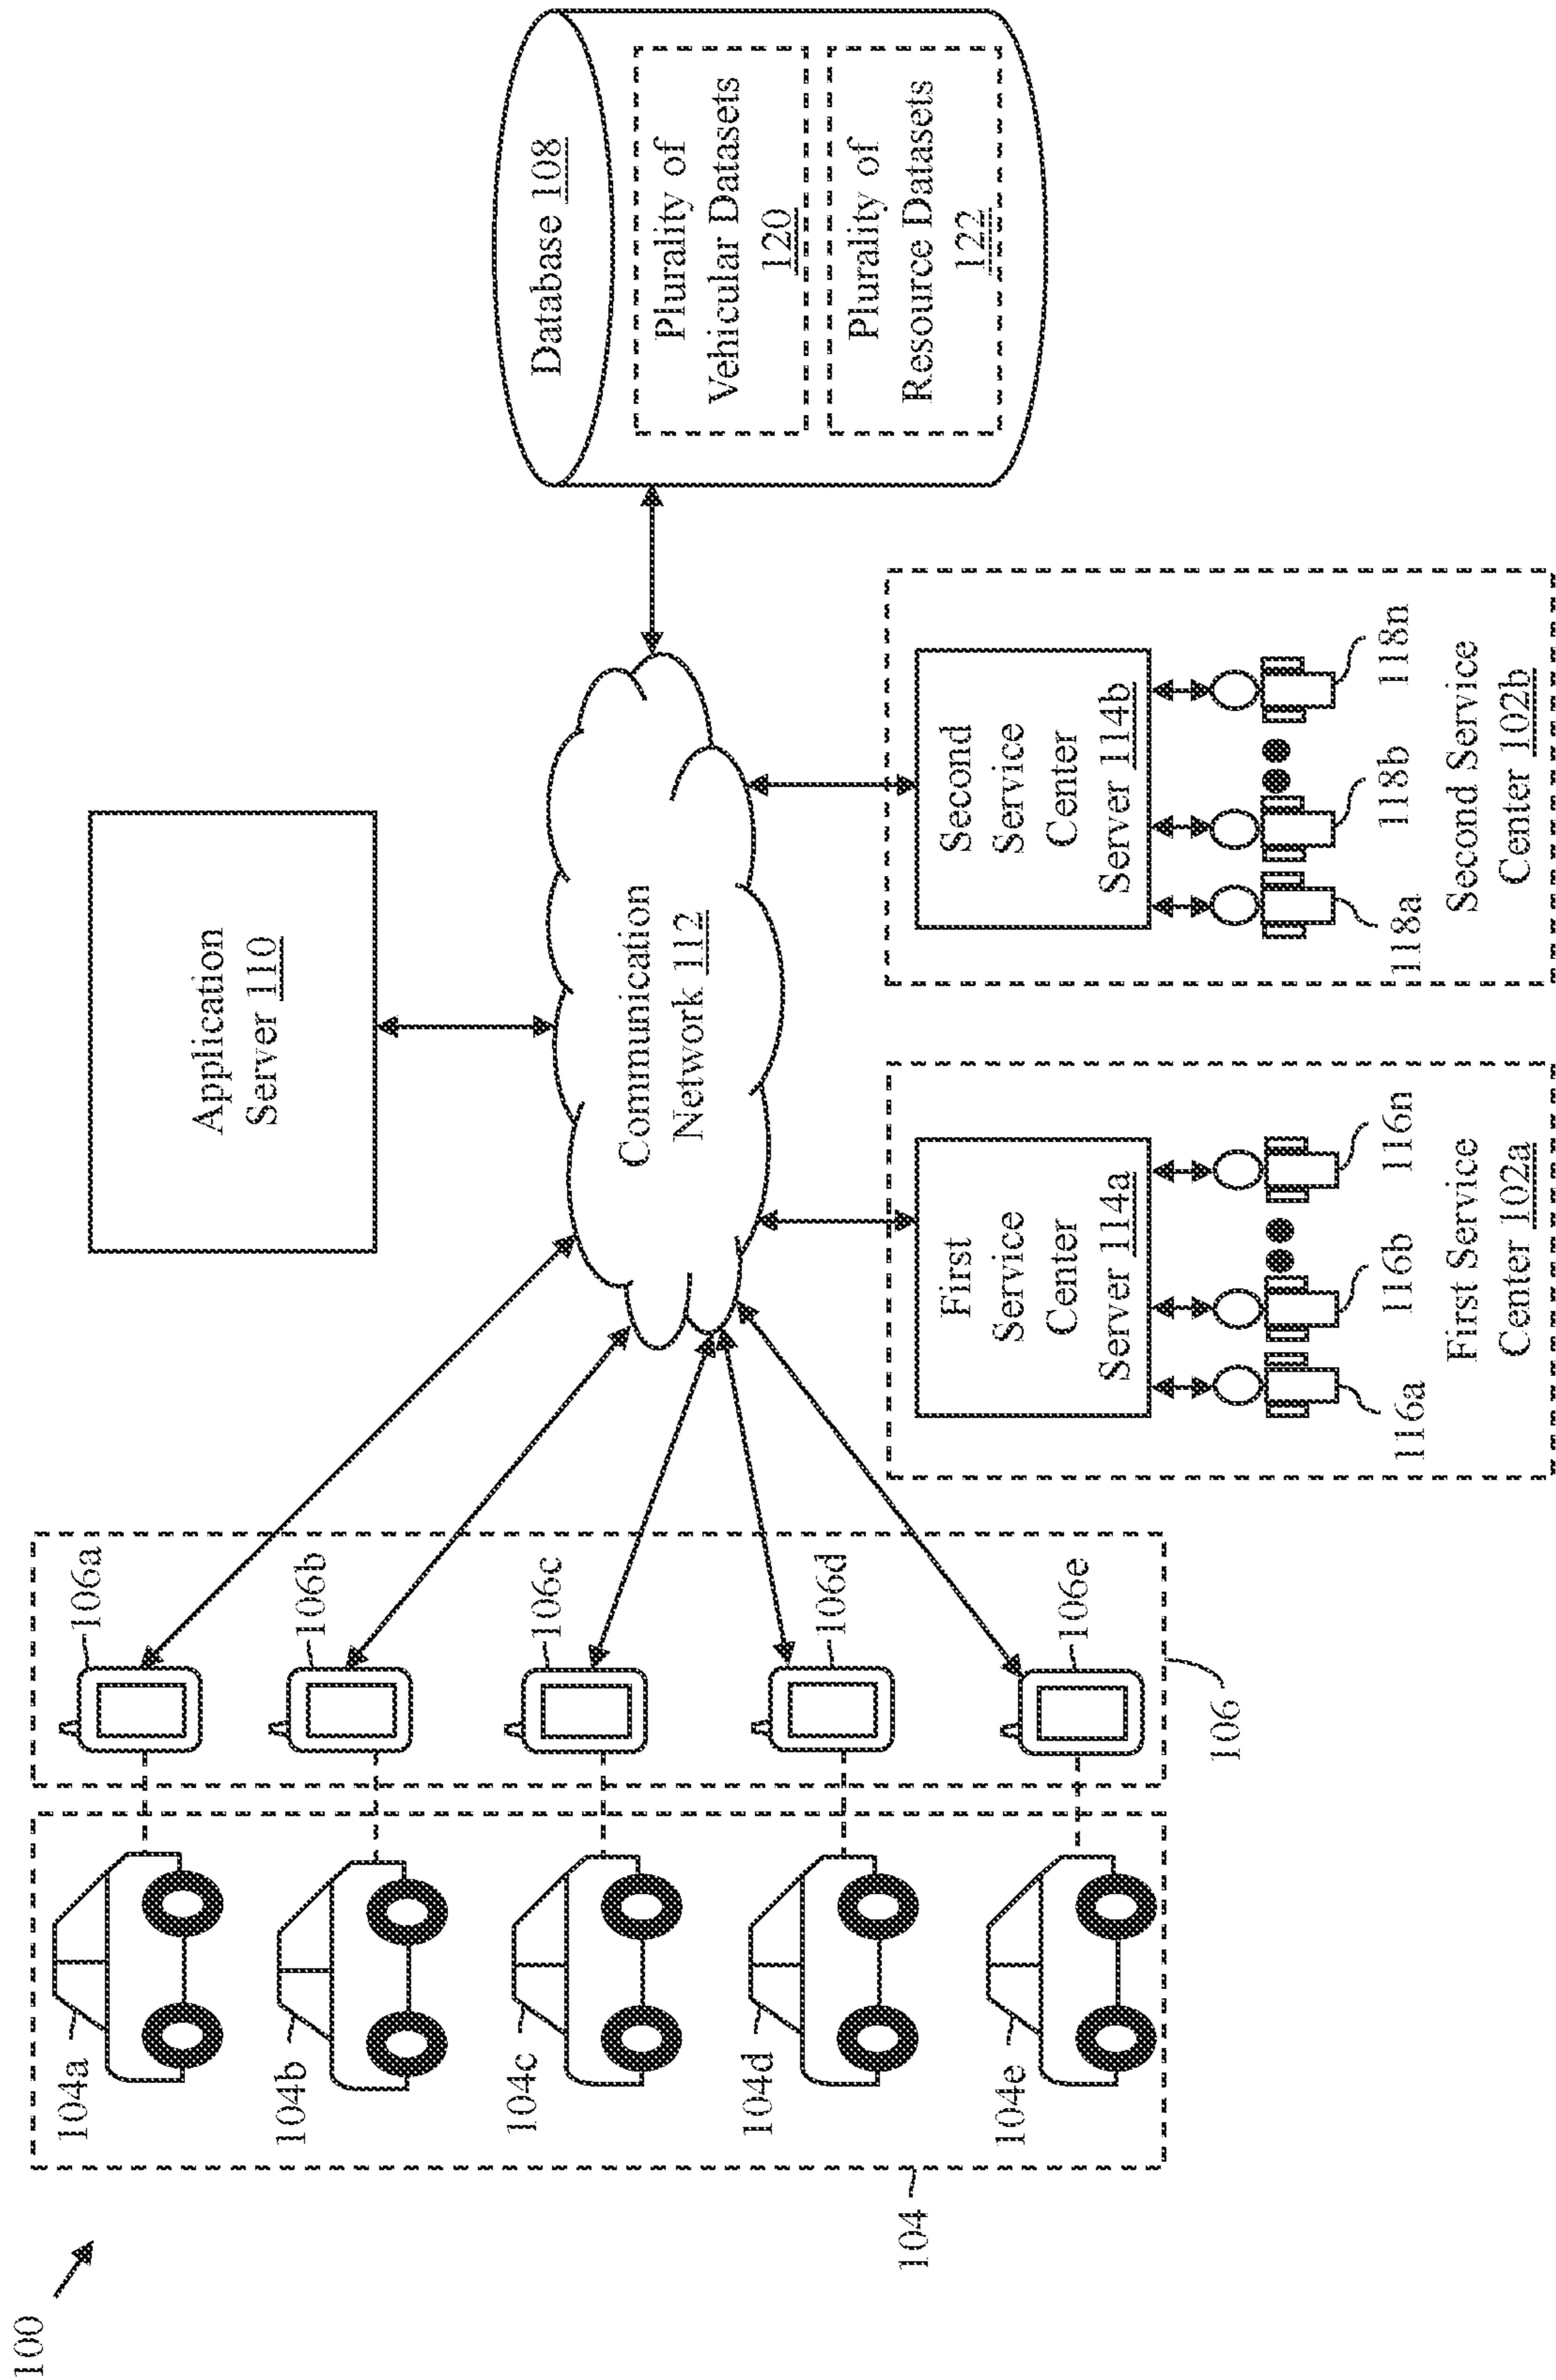 100
104a
104b
104c
104d
104e
104
106a
106b
106c
106d
106e
106
Application
Server 110
Communication
Network 112
Database 108
Plurality of
Vehicular Datasets
120
Plurality of
Resource Datasets
122
First
Service
Center
Server 114a
116a
116b
116n
First Service
Center 102a
Second
Service
Center
Server 114b
118a
118b
118n
Second Service
Center 102b